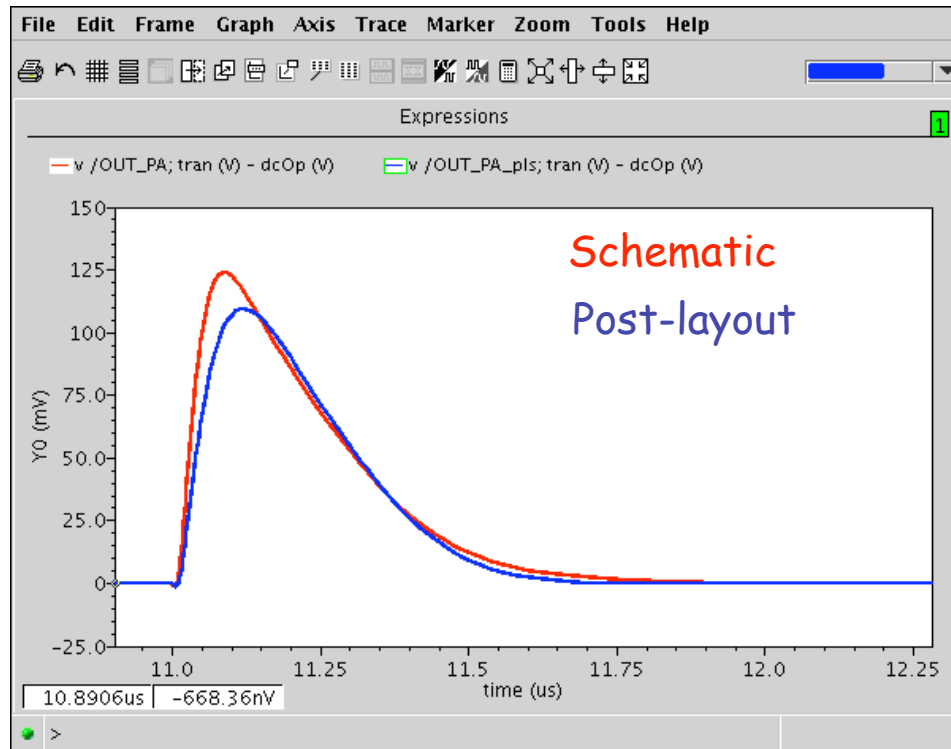 File Edit Frame Graph Axis Trace Marker Zoom Tools Help
Expressions
1
v /OUT_PA; tran (V) - dcOp (V) v /OUT_PA_pls; tran (V) - dcOp (V)
150
125
100
75.0
50.0
25.0
0
-25.0
Y0 (mV)
Schematic
Post-layout
11.0 11.25 11.5 11.75 12.0 12.25
time (us)
10.8906us -668.36nV
>